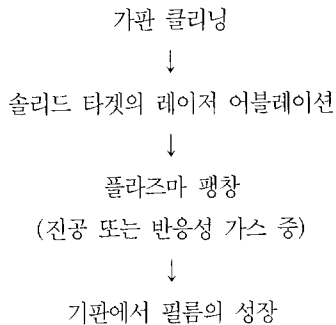 가판 클리닝
↓
솔리드 타겟의 레이저 어블레이션
↓
플라즈마 팽창
(진공 또는 반응성 가스 중)
↓
기판에서 필름의 성장